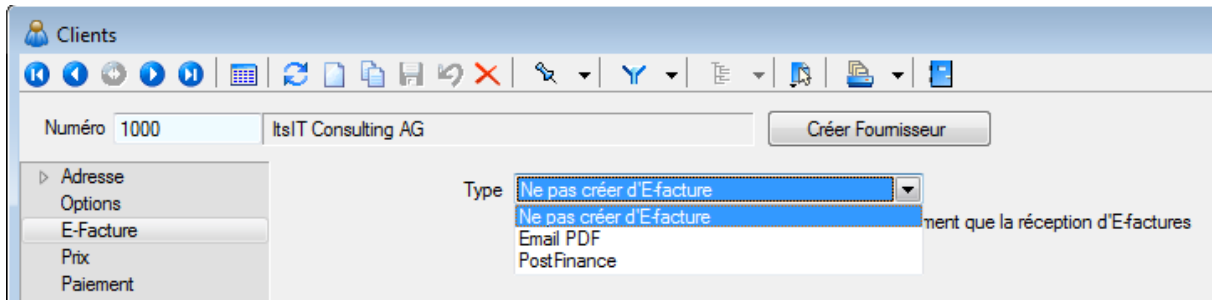 Clients
Numéro 1000 ItsIT Consulting AG Créer Fournisseur
Adresse
Options
E-Facture
Prix
Paiement
Type Ne pas créer d'E-facture
Ne pas créer d'E-facture
Email PDF
PostFinance
ment que la réception d'E-factures